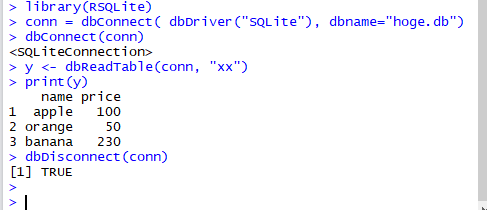 > library(RSQLite)
> conn = dbConnect( dbDriver("SQLite"), dbname="hoge.db")
> dbConnect(conn)
<SQLiteConnection>
> y <- dbReadTable(conn, "xx")
> print(y)
    name price
1  apple   100
2 orange    50
3 banana   230
> dbDisconnect(conn)
[1] TRUE
>
>